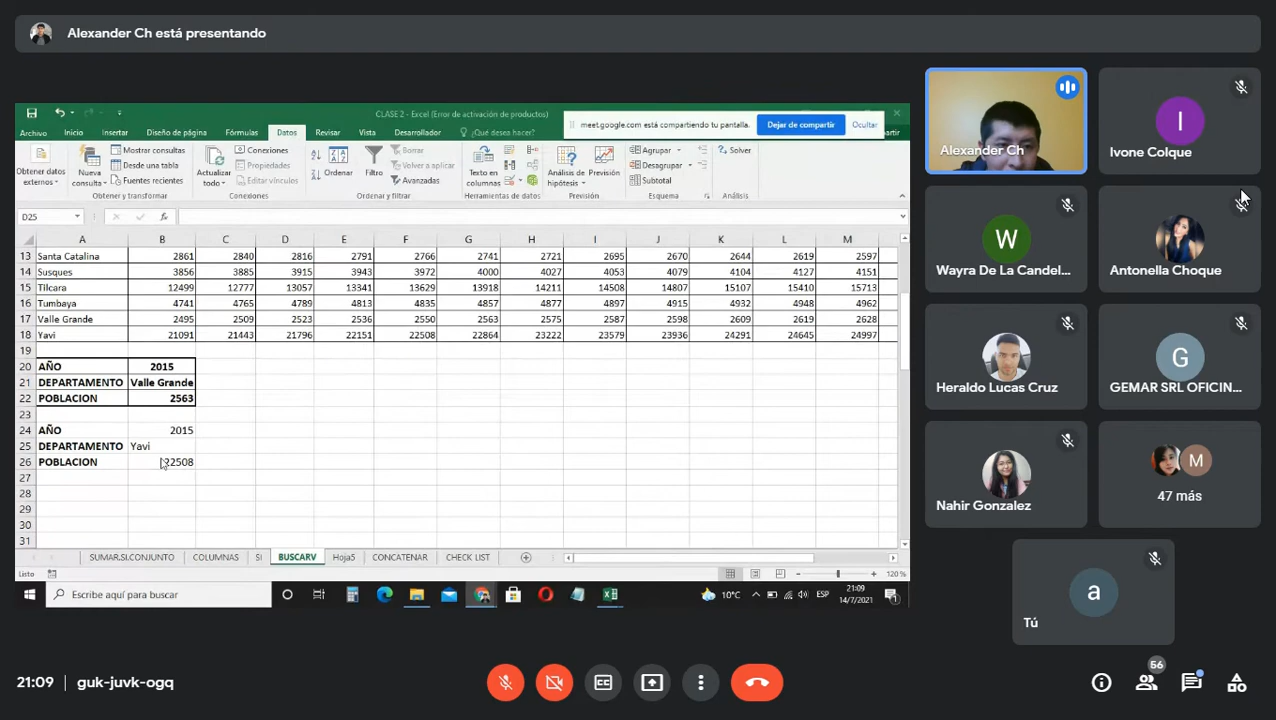 Alexander Ch está presentando
CLASE 2 - Excel (Error de activación de productos)
meet.google.com está compartiendo tu pantalla.
Dejar de compartir
Ocultar
Archivo Inicio Insertar Diseño de página Fórmulas Datos Revisar Vista Desarrollador ¿Qué desea hacer?
Obtener datos externos
Nueva consulta
Mostrar consultas
Desde una tabla
Fuentes recientes
Obtener y transformar
Actualizar todo
Conexiones
Propiedades
Editar vínculos
Conexiones
Ordenar
Filtro
Borrar
Volver a aplicar
Avanzadas
Ordenar y filtrar
Texto en columnas
Herramientas de datos
Análisis de hipótesis
Previsión
Previsión
Agrupar
Desagrupar
Subtotal
Esquema
Solver
Análisis
D25
A B C D E F G H I J K L M
13 Santa Catalina 2861 2840 2816 2791 2766 2741 2721 2695 2670 2644 2619 2597
14 Susques 3856 3885 3915 3943 3972 4000 4027 4053 4079 4104 4127 4151
15 Tilcara 12499 12777 13057 13341 13629 13918 14211 14508 14807 15107 15410 15713
16 Tumbaya 4741 4765 4789 4813 4835 4857 4877 4897 4915 4932 4948 4962
17 Valle Grande 2495 2509 2523 2536 2550 2563 2575 2587 2598 2609 2619 2628
18 Yavi 21091 21443 21796 22151 22508 22864 23222 23579 23936 24291 24645 24997
19
20 AÑO 2015
21 DEPARTAMENTO Valle Grande
22 POBLACION 2563
23
24 AÑO 2015
25 DEPARTAMENTO Yavi
26 POBLACION 22508
27
28
29
30
31
SUMAR.SI.CONJUNTO COLUMNAS SI BUSCARV Hoja5 CONCATENAR CHECK LIST
Listo
120 %
Escribe aquí para buscar
10°C
ESP
21:09
14/7/2021
1
Alexander Ch
I
Ivone Colque
W
Wayra De La Candel...
Antonella Choque
Heraldo Lucas Cruz
G
GEMAR SRL OFICIN...
Nahir Gonzalez
M
47 más
a
Tú
21:09 guk-juvk-ogq
56